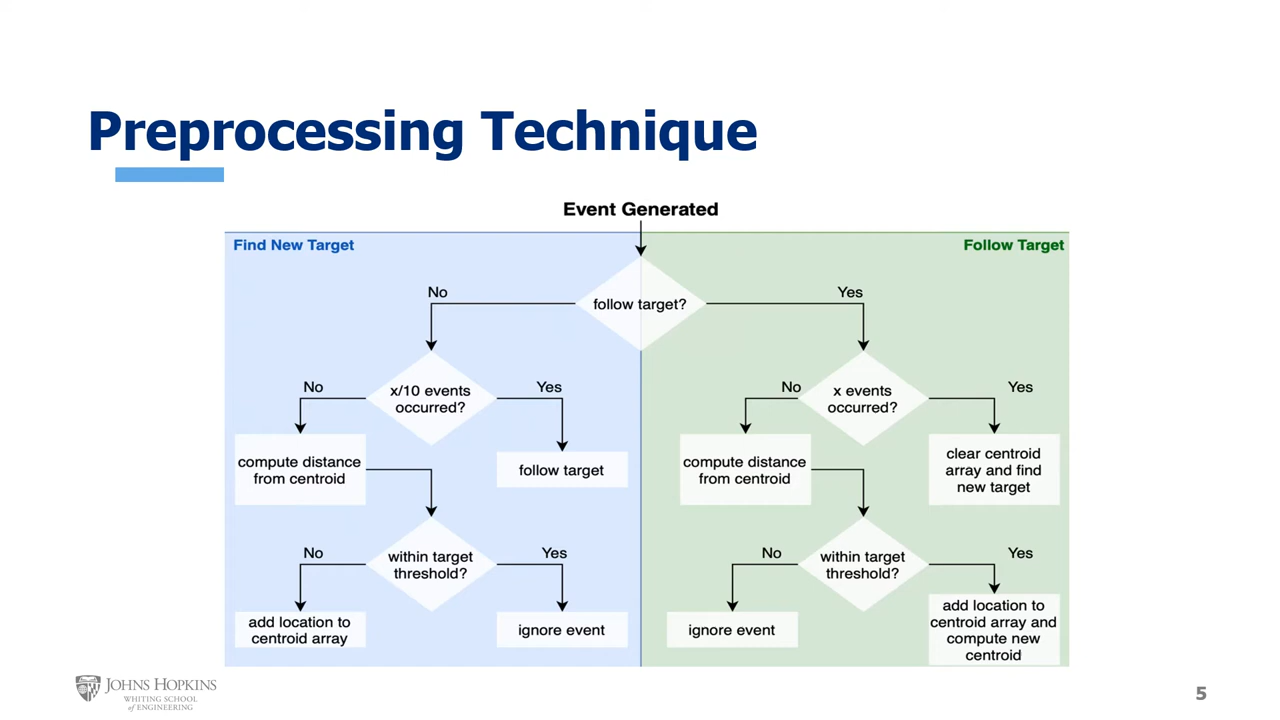 Preprocessing Technique
Event Generated
Find New Target
Follow Target
follow target?
No
Yes
x/10 events
occurred?
No
Yes
x events
occurred?
No
Yes
compute distance
from centroid
follow target
compute distance
from centroid
clear centroid
array and find
new target
within target
threshold?
No
Yes
within target
threshold?
No
Yes
add location to
centroid array
ignore event
ignore event
add location to
centroid array and
compute new
centroid
JOHNS HOPKINS
WHITING SCHOOL
of ENGINEERING
5